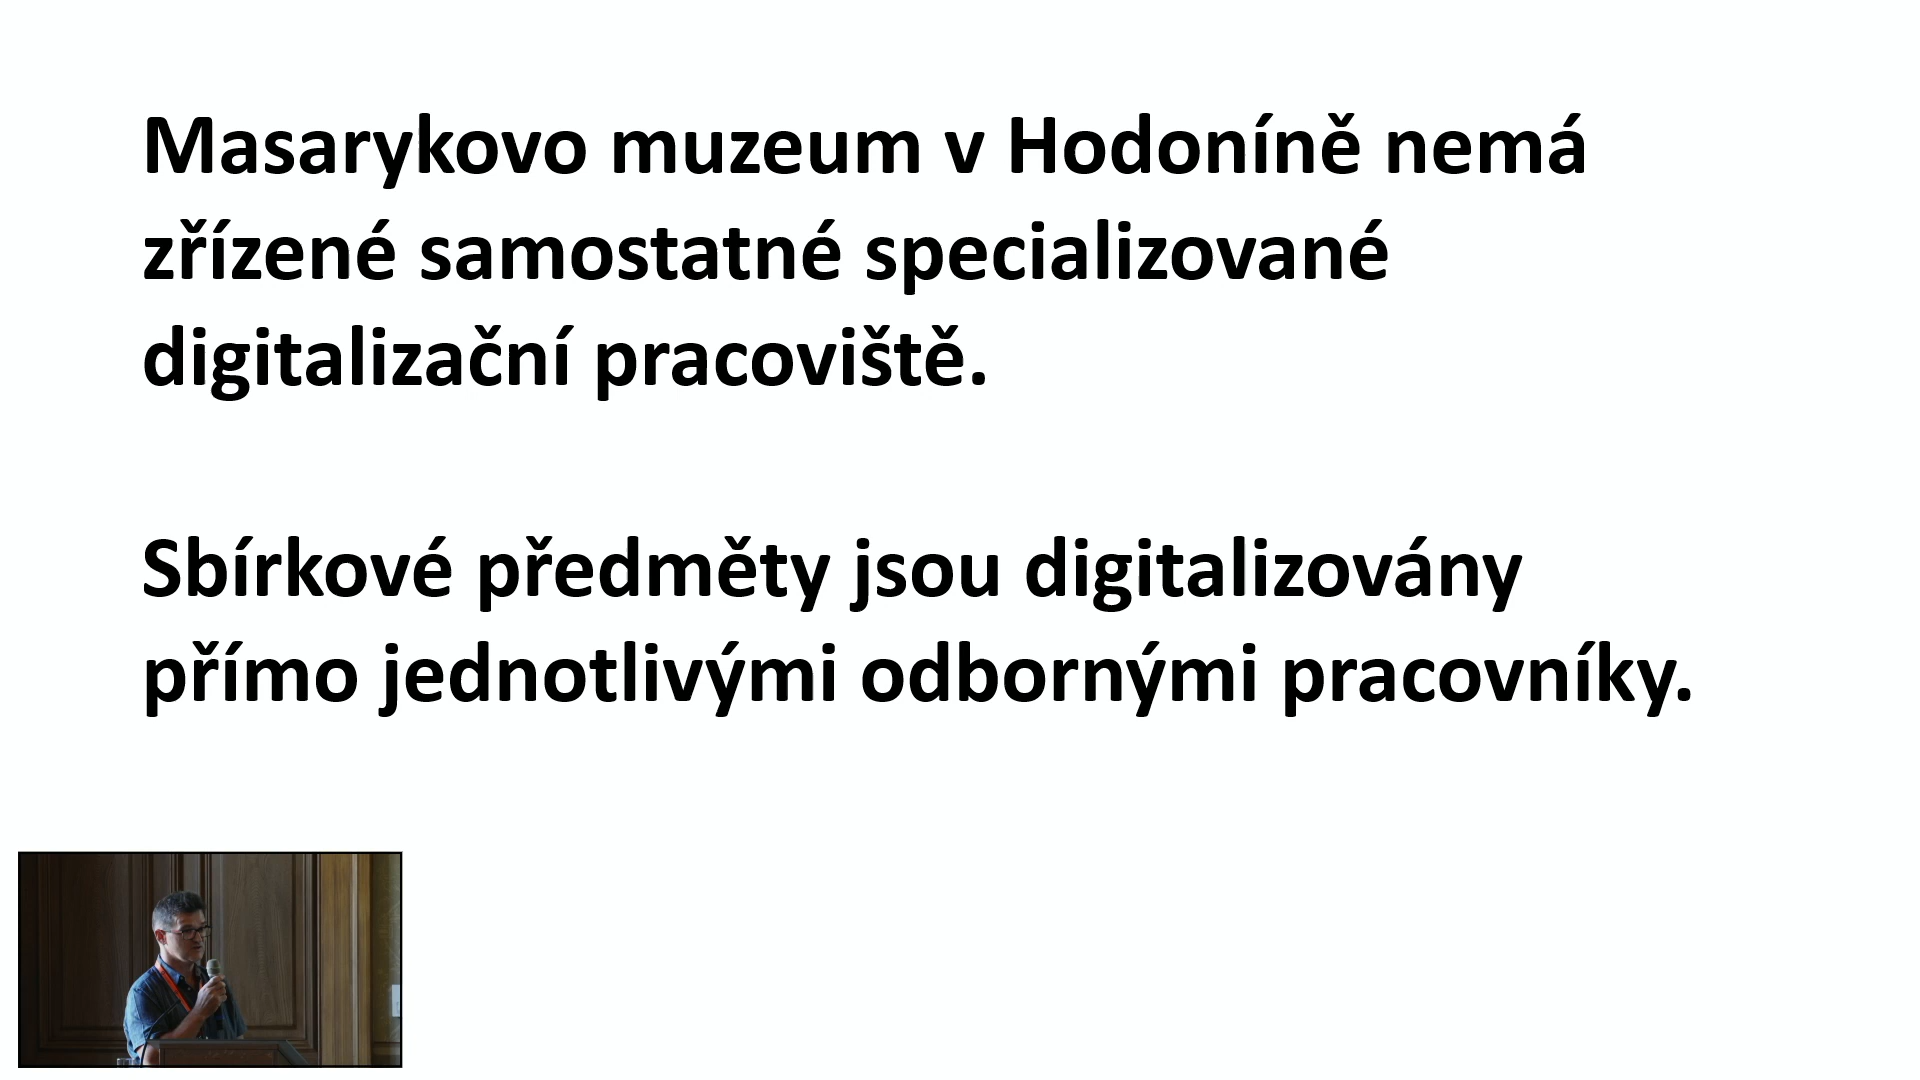 Masarykovo muzeum v Hodoníně nemá
zřízené samostatné specializované
digitalizační pracoviště.
Sbírkové předměty jsou digitalizovány
přímo jednotlivými odbornými pracovníky.